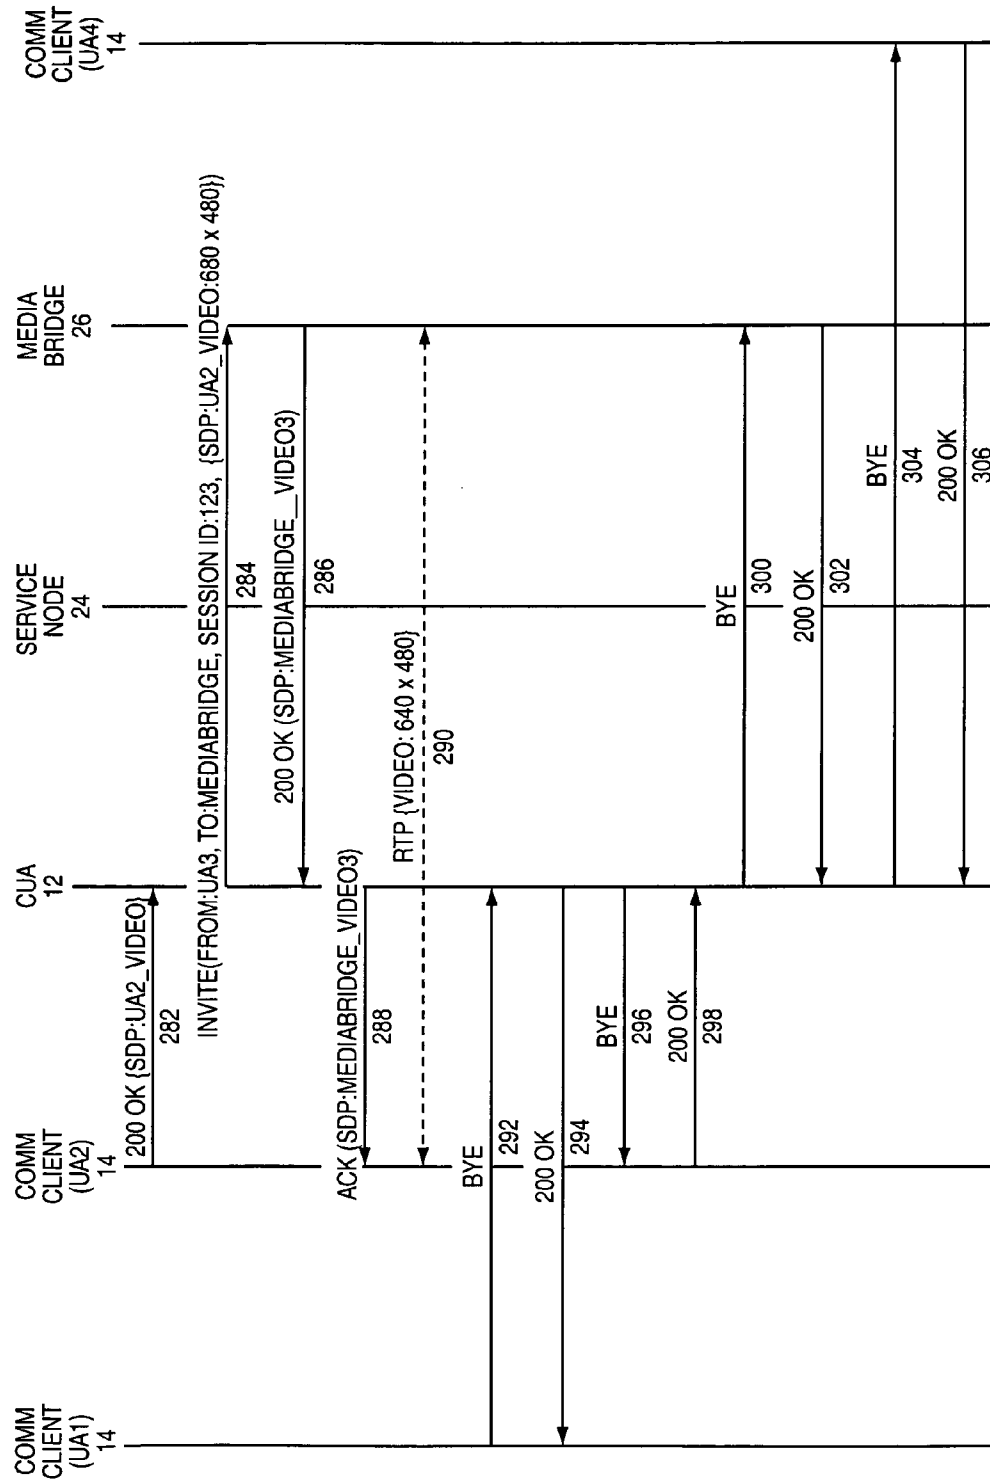 COMM
CLIENT
(UA1)
14
COMM
CLIENT
(UA2)
14
CUA
12
SERVICE
NODE
24
MEDIA
BRIDGE
26
COMM
CLIENT
(UA4)
14
200 OK {SDP:UA2_VIDEO}
282
INVITE(FROM:UA3, TO:MEDIABRIDGE, SESSION ID:123, {SDP:UA2_VIDEO:680 x 480})
284
200 OK (SDP:MEDIABRIDGE__VIDEO3)
286
ACK (SDP:MEDIABRIDGE_VIDEO3)
288
RTP {VIDEO: 640 x 480}
290
BYE
292
200 OK
294
BYE
296
200 OK
298
BYE
300
200 OK
302
BYE
304
200 OK
306